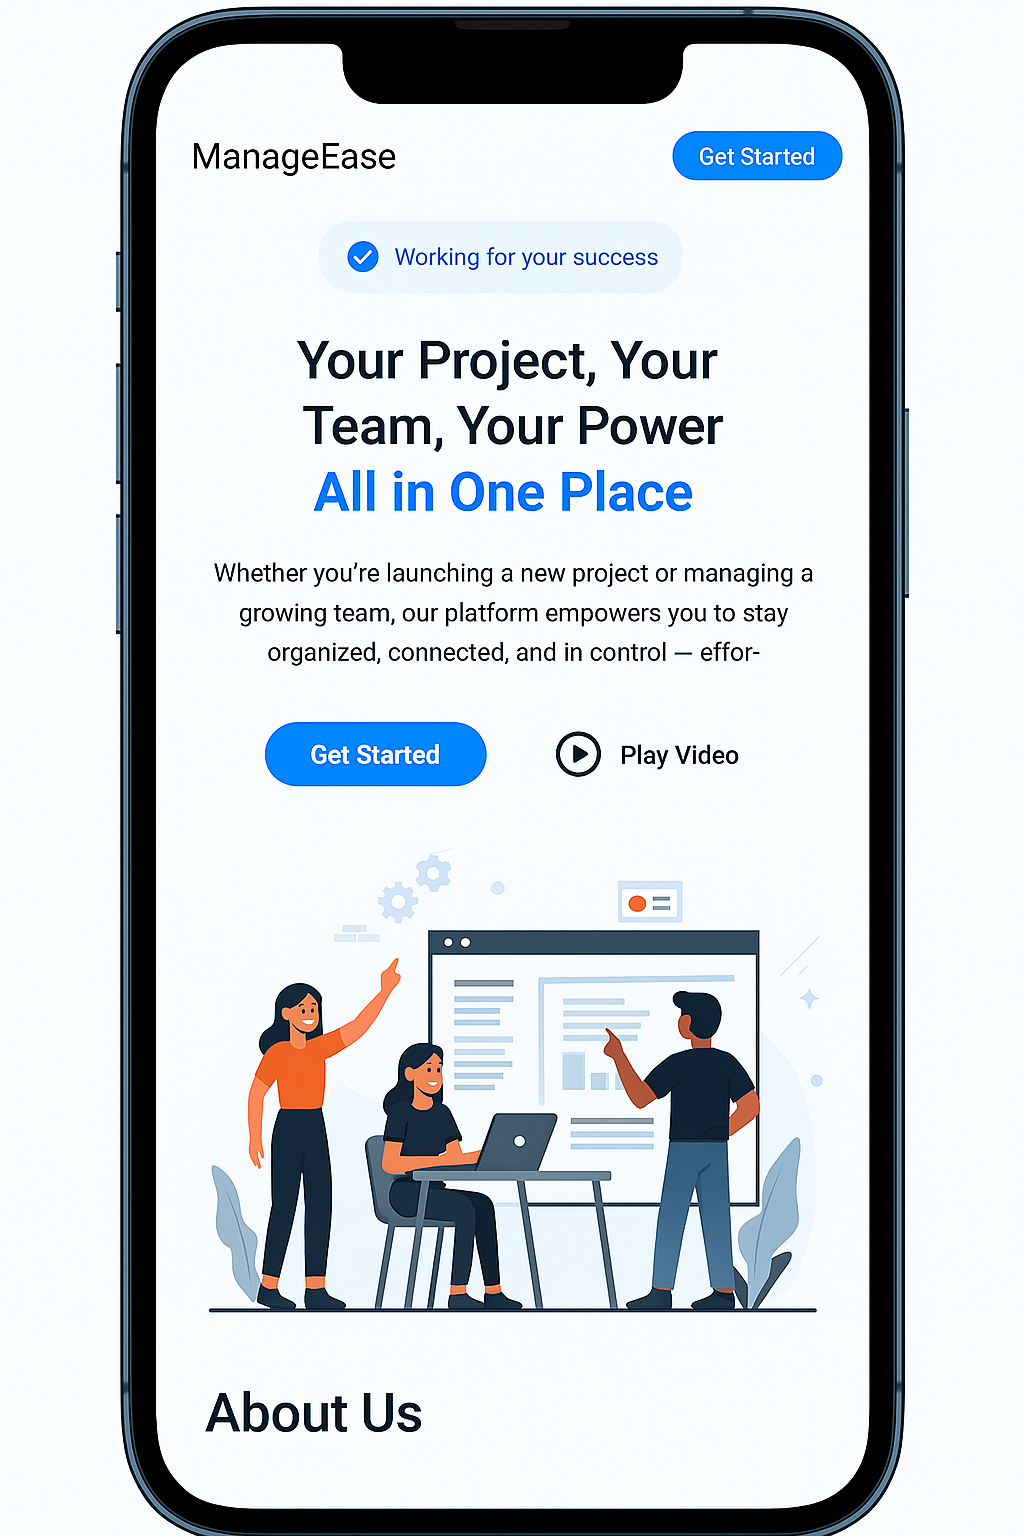 ManageEase
Get Started
Working for your success
Your Project, Your
Team, Your Power
All in One Place
Whether you’re launching a new project or managing a
growing team, our platform empowers you to stay
organized, connected, and in control — effor-
Get Started
Play Video
About Us